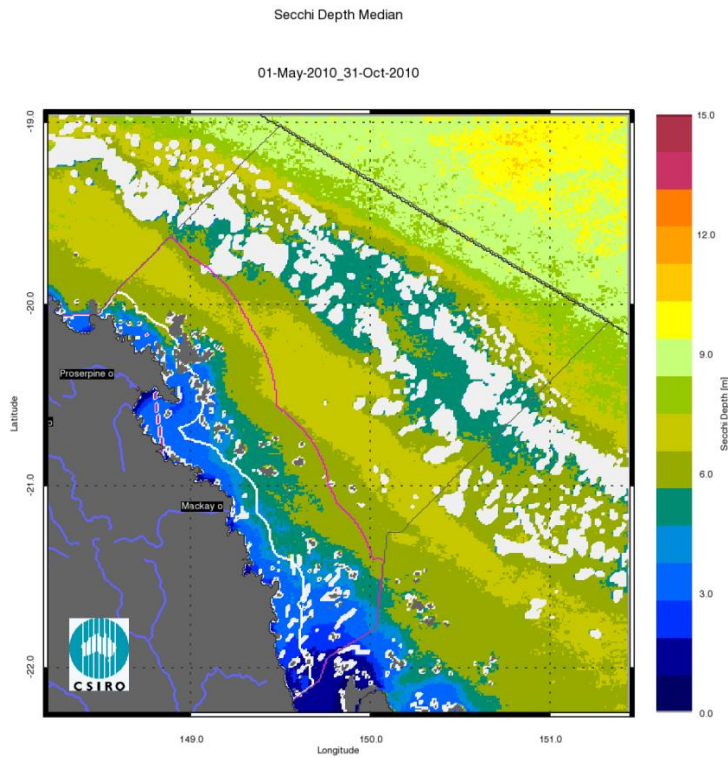 Secchi Depth Median
01-May-2010_31-Oct-2010
-19.0
-20.0
-21.0
-22.0
Latitude
Proserpine o
o
Mackay o
CSIRO
149.0
150.0
151.0
Longitude
15.0
12.0
9.0
6.0
3.0
0.0
Secchi Depth [m]